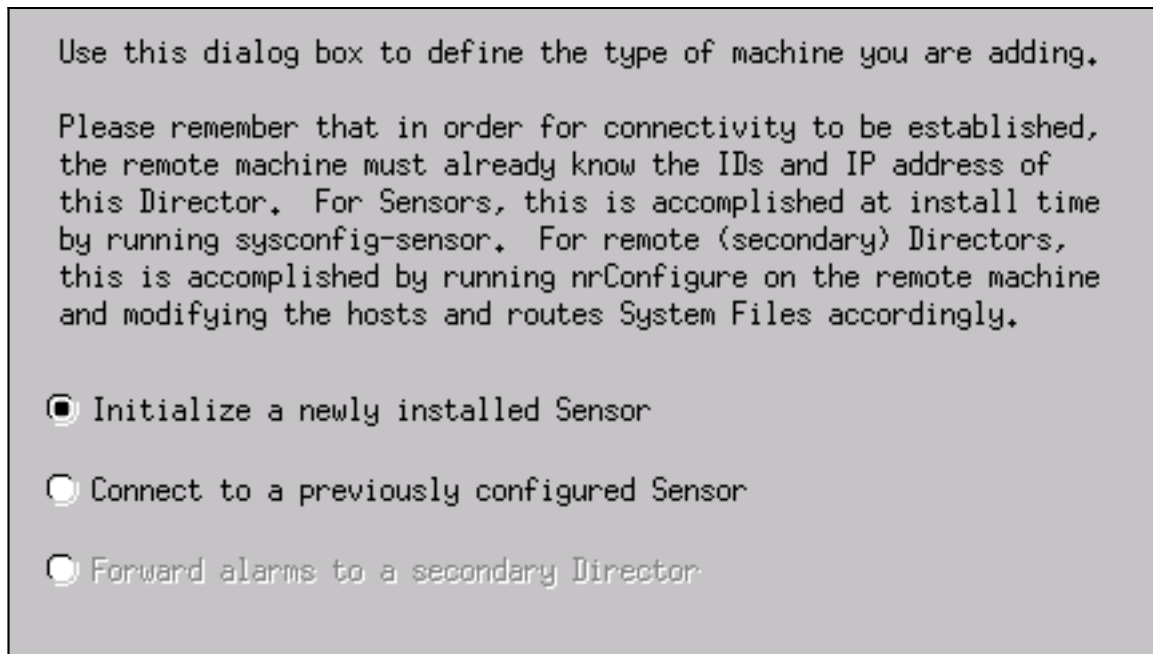 Use this dialog box to define the type of machine you are adding.
Please remember that in order for connectivity to be established,
the remote machine must already know the IDs and IP address of
this Director.  For Sensors, this is accomplished at install time
by running sysconfig-sensor.  For remote (secondary) Directors,
this is accomplished by running nrConfigure on the remote machine
and modifying the hosts and routes System Files accordingly.
Initialize a newly installed Sensor
Connect to a previously configured Sensor
Forward alarms to a secondary Director